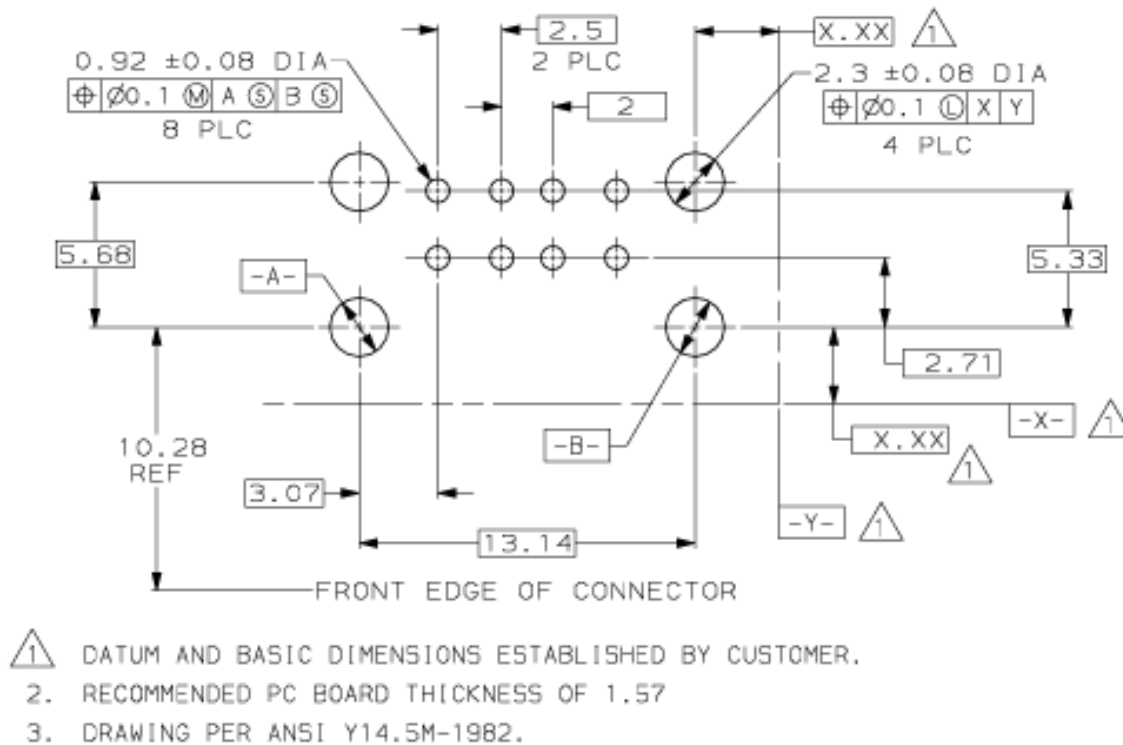 2.5
2 PLC
X.XX 1
0.92 ±0.08 DIA
⌖ Ø0.1 Ⓜ A Ⓢ B Ⓢ
8 PLC
2
2.3 ±0.08 DIA
⌖ Ø0.1 Ⓛ X Y
4 PLC
5.68
-A-
5.33
2.71
-X- 1
10.28
REF
-B-
X.XX
1
3.07
-Y- 1
13.14
FRONT EDGE OF CONNECTOR
1 DATUM AND BASIC DIMENSIONS ESTABLISHED BY CUSTOMER.
2. RECOMMENDED PC BOARD THICKNESS OF 1.57
3. DRAWING PER ANSI Y14.5M-1982.